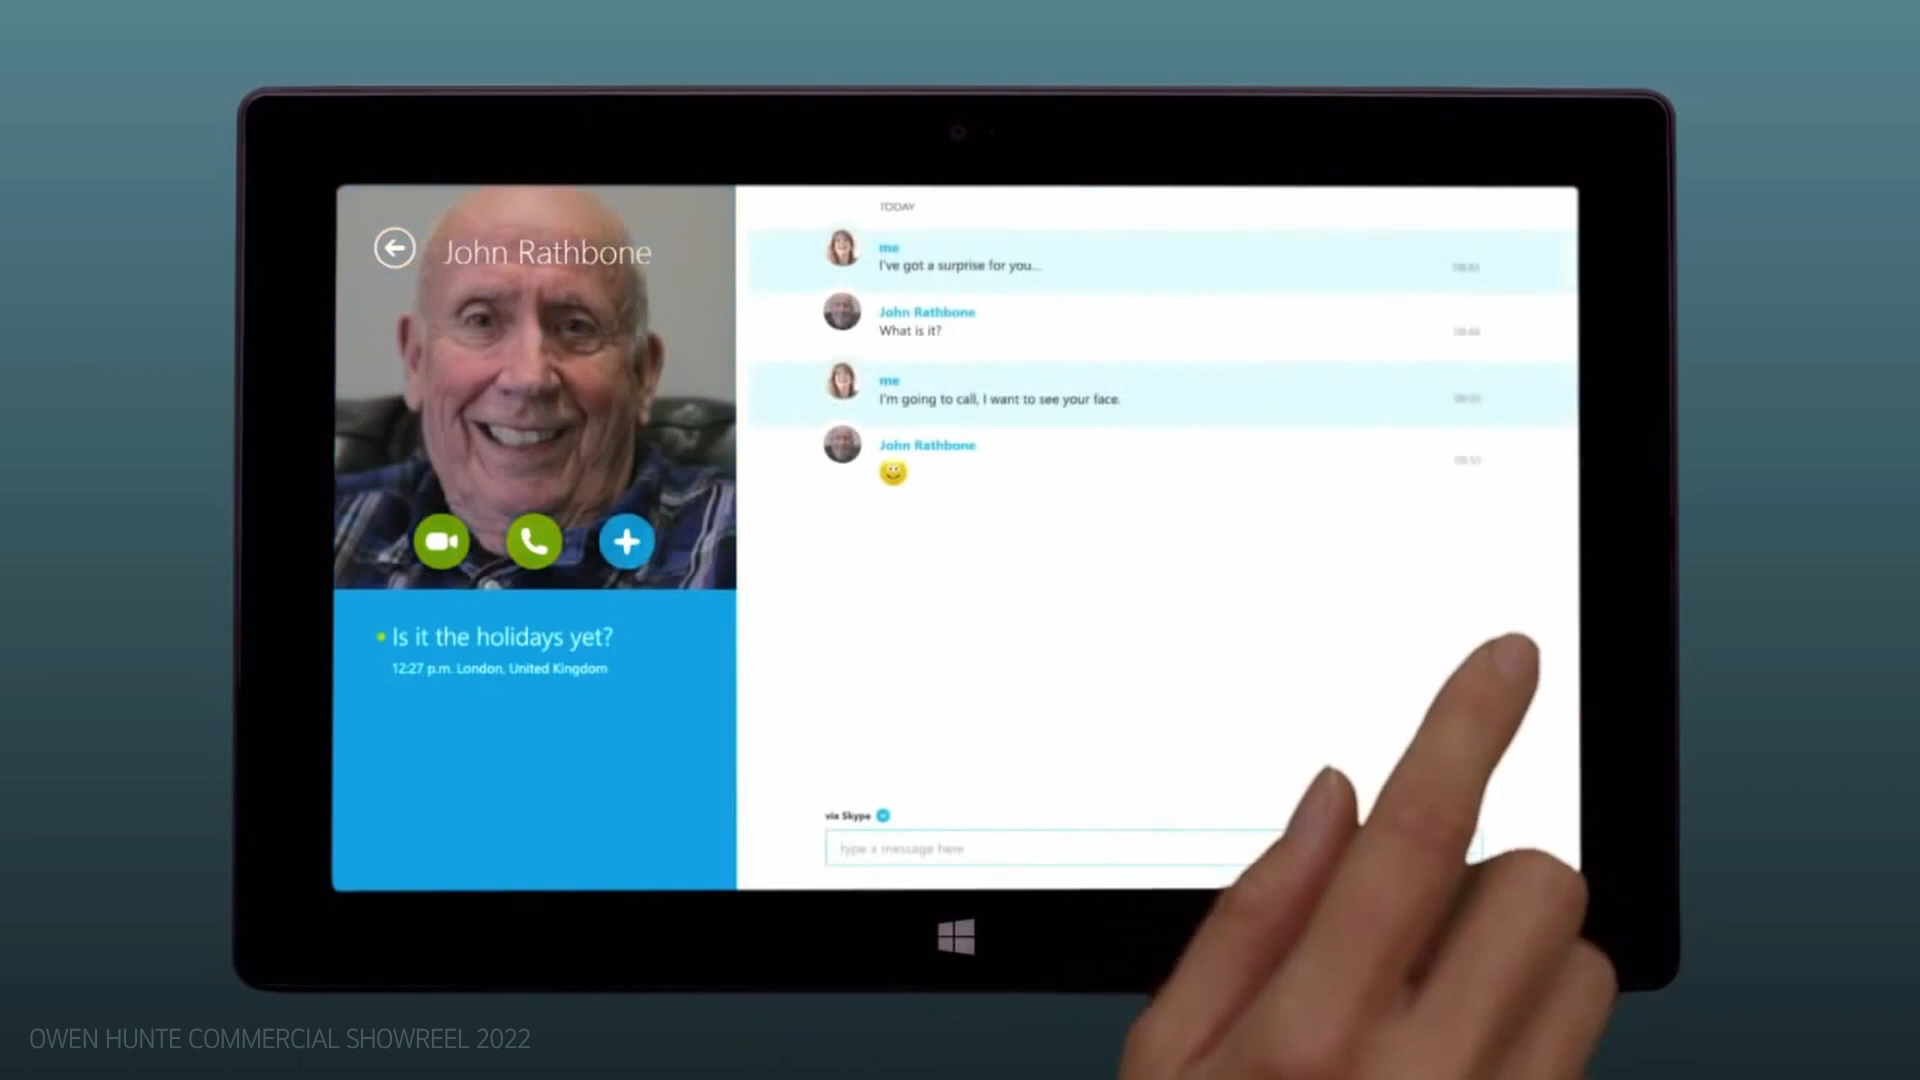 John Rathbone
Is it the holidays yet?
12:27 p.m. London, United Kingdom
TODAY
me
I've got a surprise for you...
John Rathbone
What is it?
me
I'm going to call, I want to see your face.
John Rathbone
via Skype
type a message here
OWEN HUNTE COMMERCIAL SHOWREEL 2022